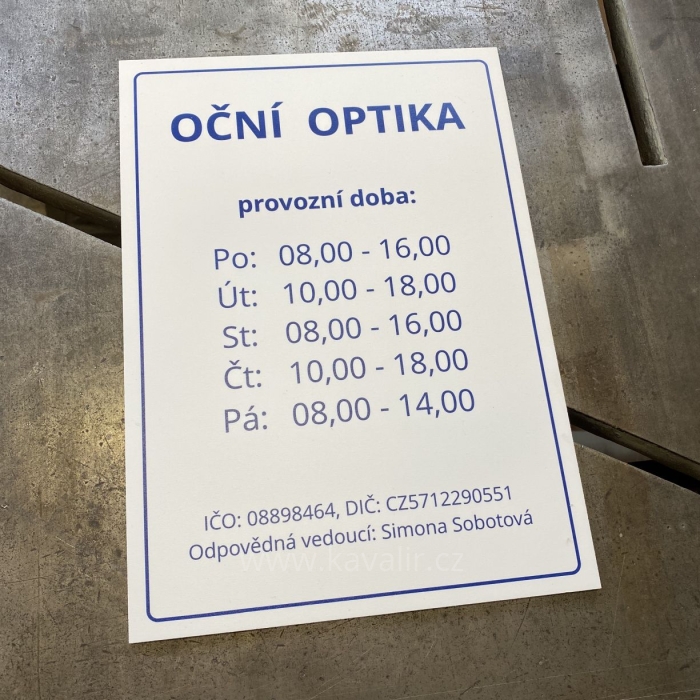 OČNÍ OPTIKA
provozní doba:
Po: 08,00 - 16,00
Út: 10,00 - 18,00
St: 08,00 - 16,00
Čt: 10,00 - 18,00
Pá: 08,00 - 14,00
IČO: 08898464, DIČ: CZ5712290551
Odpovědná vedoucí: Simona Sobotová
www.kavalir.cz